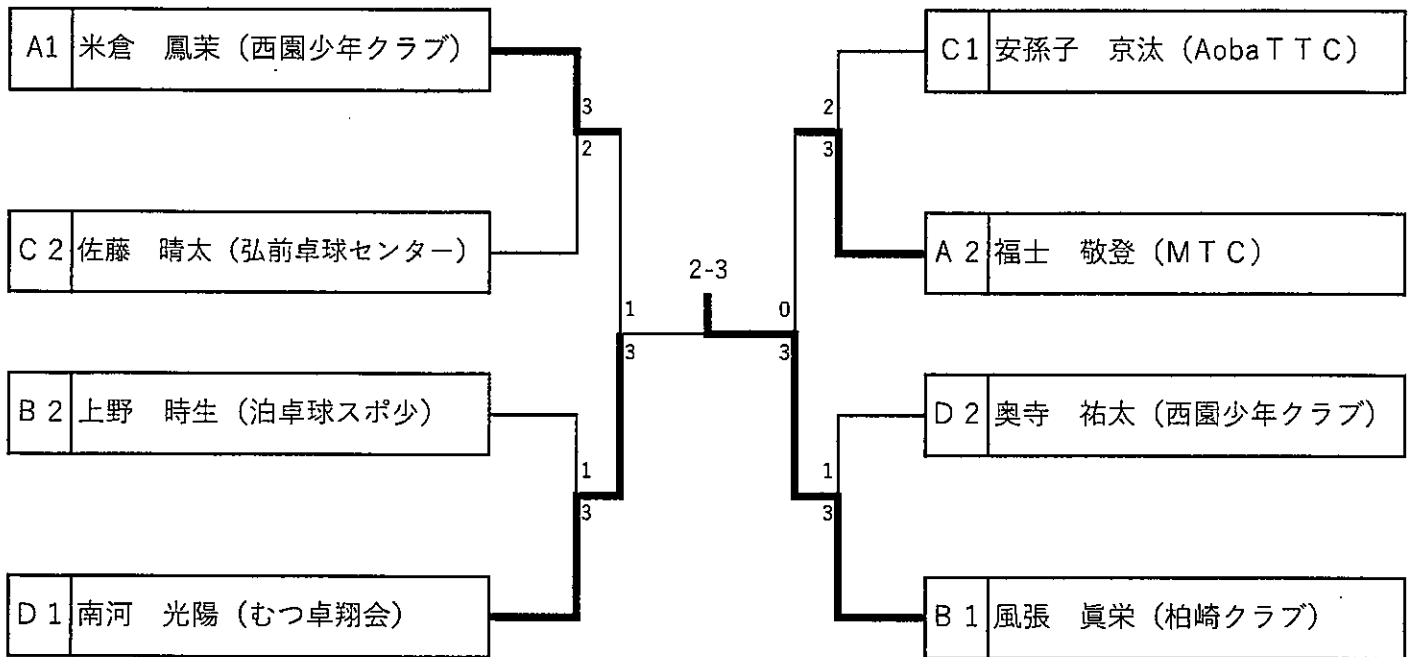 A1 米倉 鳳茉 (西園少年クラブ)
3
2
C 2 佐藤 晴太 (弘前卓球センター)
1
3
B 2 上野 時生 (泊卓球スポ少)
1
3
D 1 南河 光陽 (むつ卓翔会)
2-3
C 1 安孫子 京汰 (AobaＴＴＣ)
2
3
A 2 福士 敬登 (ＭＴＣ)
0
3
D 2 奥寺 祐太 (西園少年クラブ)
1
3
B 1 風張 眞栄 (柏崎クラブ)